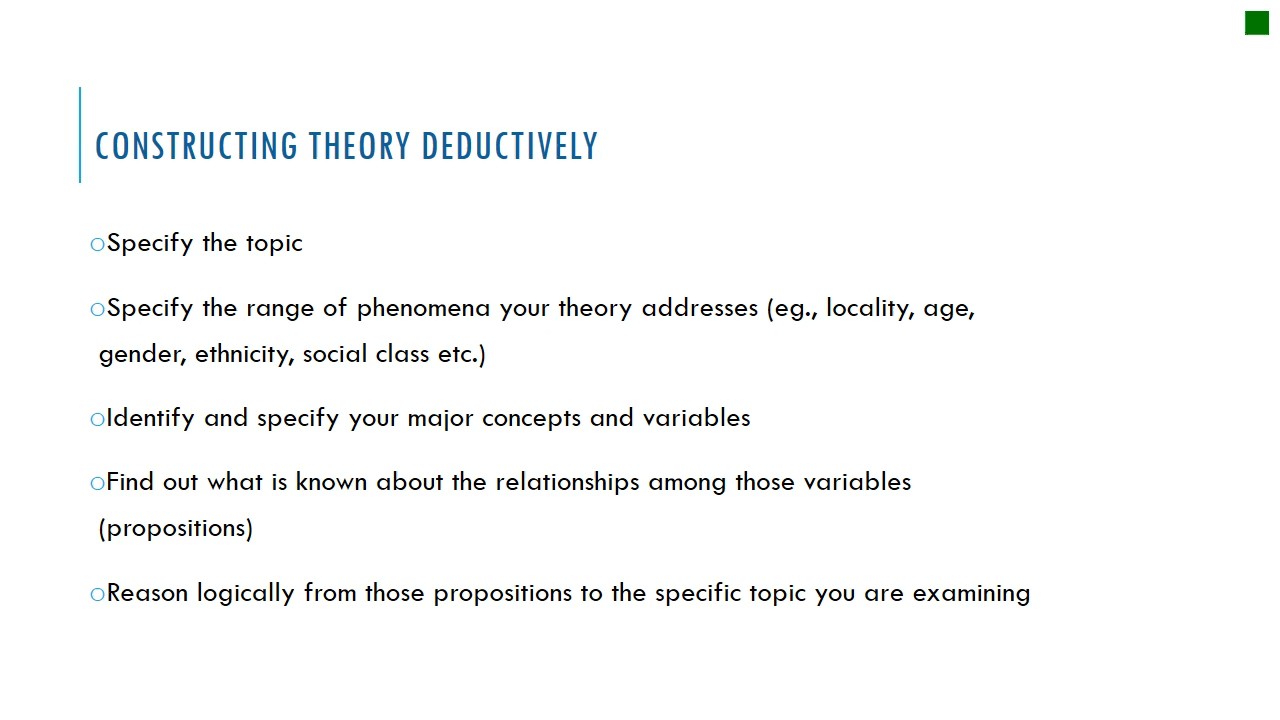 CONSTRUCTING THEORY DEDUCTIVELY
Specify the topic
Specify the range of phenomena your theory addresses (eg., locality, age,
gender, ethnicity, social class etc.)
Identify and specify your major concepts and variables
Find out what is known about the relationships among those variables
(propositions)
Reason logically from those propositions to the specific topic you are examining